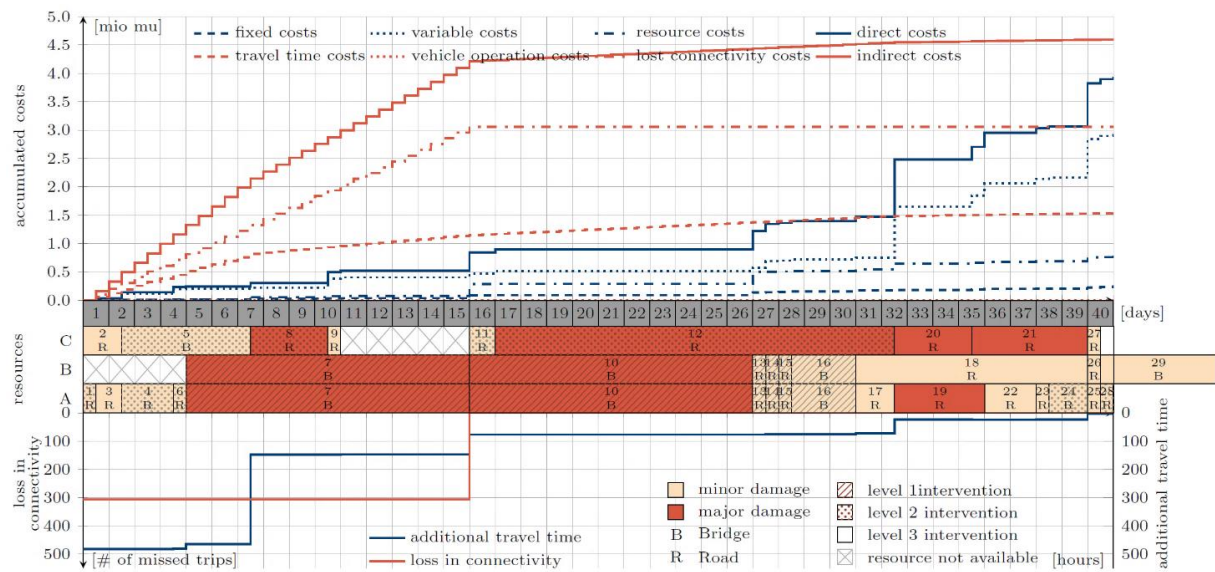 [mio mu]
fixed costs variable costs resource costs direct costs
travel time costs vehicle operation costs lost connectivity costs indirect costs
accumulated costs
5.0
4.5
4.0
3.5
3.0
2.5
2.0
1.5
1.0
0.5
0.0
1 2 3 4 5 6 7 8 9 10 11 12 13 14 15 16 17 18 19 20 21 22 23 24 25 26 27 28 29 30 31 32 33 34 35 36 37 38 39 40 [days]
resources
C
2 5 8 9 11 12 20 21 27
R B R R R R R R R
B
7 10 13 14 15 16 18 26 29
B B R R R B R R B
A
1 3 4 6 7 10 13 14 15 16 17 19 22 23 24 25 28
R R R R B B R R R B R R R R R R R
loss in
connectivity
0
100
200
300
400
500
[# of missed trips]
additional travel time
loss in connectivity
minor damage level 1intervention
major damage level 2 intervention
B Bridge level 3 intervention
R Road resource not available
[hours]
0
100
200
300
400
500
additional travel time